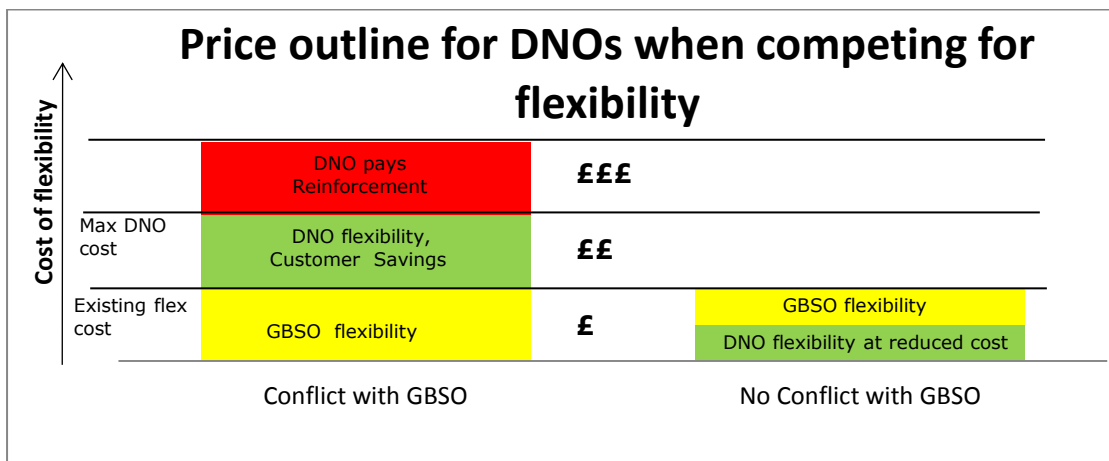 Price outline for DNOs when competing for
flexibility
Cost of flexibility
DNO pays
Reinforcement
£££
Max DNO
cost
DNO flexibility,
Customer Savings
££
Existing flex
cost
GBSO flexibility
£
GBSO flexibility
DNO flexibility at reduced cost
Conflict with GBSO
No Conflict with GBSO